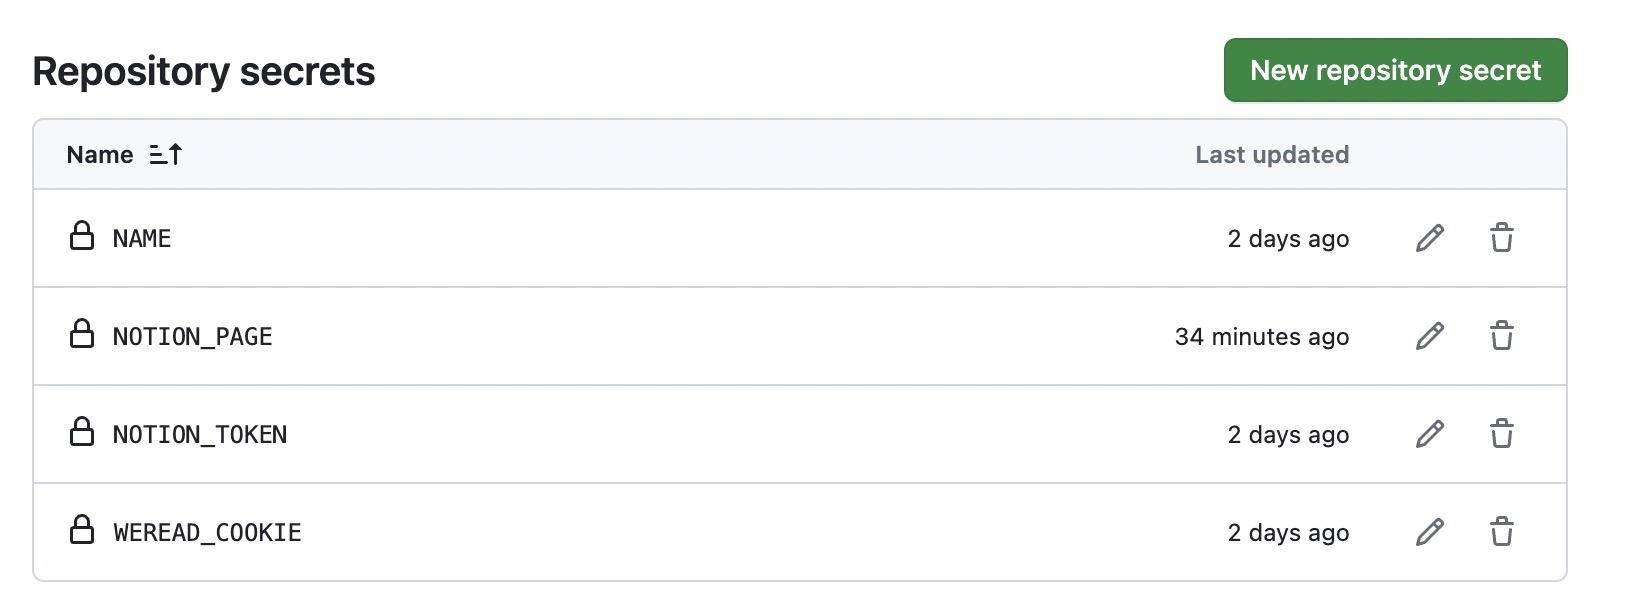 Repository secrets
New repository secret
Name
Last updated
NAME
2 days ago
NOTION_PAGE
34 minutes ago
NOTION_TOKEN
2 days ago
WEREAD_COOKIE
2 days ago